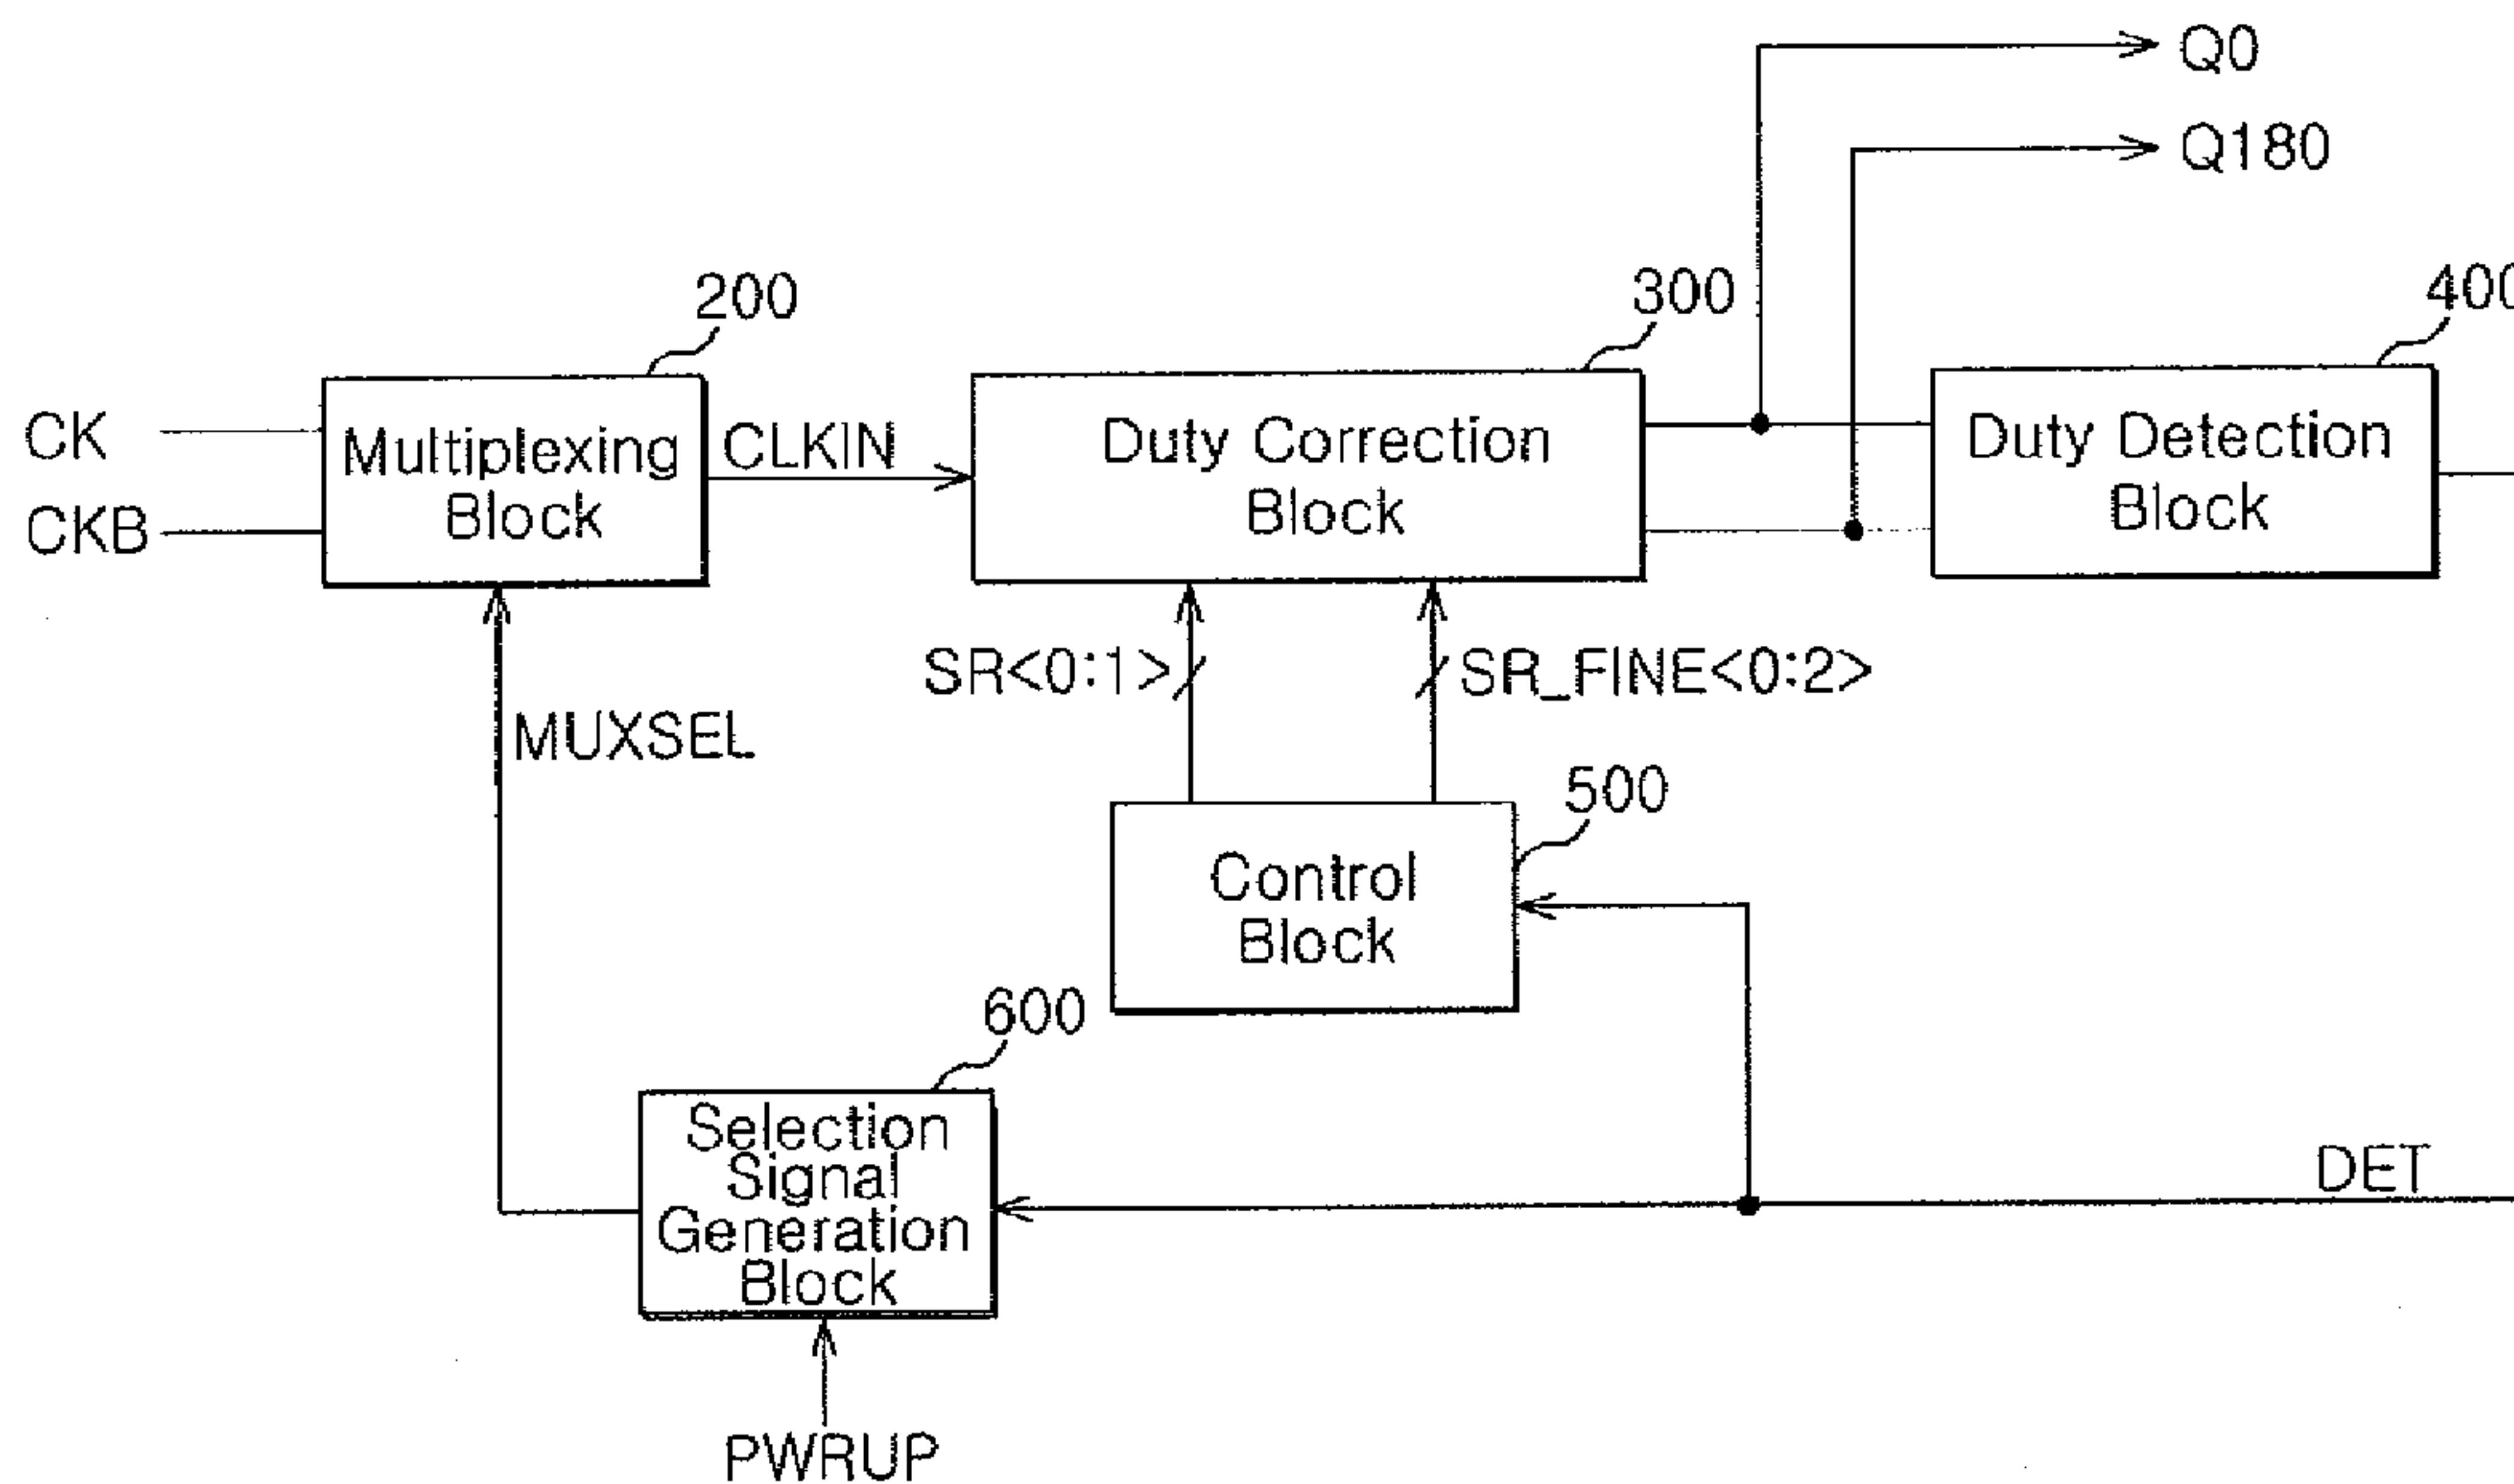 Q0
Q180
200
300
400
CK
CKB
Multiplexing
Block
CLKIN
Duty Correction
Block
Duty Detection
Block
SR<0:1>
SR_FINE<0:2>
MUXSEL
500
Control
Block
600
Selection
Signal
Generation
Block
DET
PWRUP